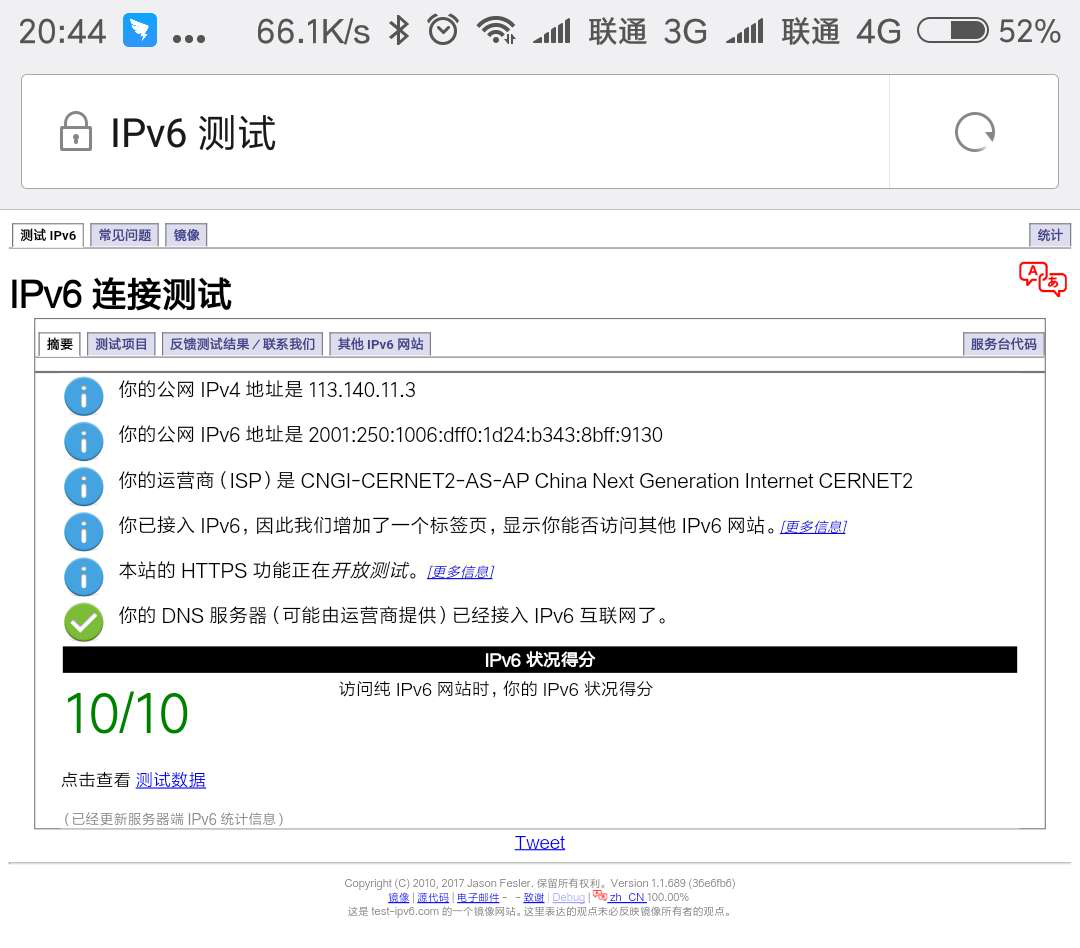 20:44 ... 66.1K/s 联通 3G 联通 4G 52%
IPv6 测试
测试 IPv6 常见问题 镜像 统计
IPv6 连接测试
摘要 测试项目 反馈测试结果 / 联系我们 其他 IPv6 网站 服务台代码
你的公网 IPv4 地址是 113.140.11.3
你的公网 IPv6 地址是 2001:250:1006:dff0:1d24:b343:8bff:9130
你的运营商（ISP）是 CNGI-CERNET2-AS-AP China Next Generation Internet CERNET2
你已接入 IPv6，因此我们增加了一个标签页，显示你能否访问其他 IPv6 网站。[更多信息]
本站的 HTTPS 功能正在开放测试。[更多信息]
你的 DNS 服务器（可能由运营商提供）已经接入 IPv6 互联网了。
IPv6 状况得分
10/10 访问纯 IPv6 网站时，你的 IPv6 状况得分
点击查看 测试数据
（已经更新服务器端 IPv6 统计信息）
Tweet
Copyright (C) 2010, 2017 Jason Fesler. 保留所有权利。 Version 1.1.689 (36e6fb6)
镜像 | 源代码 | 电子邮件 - - 致谢 | Debug | zh_CN 100.00%
这是 test-ipv6.com 的一个镜像网站。这里表达的观点未必反映镜像所有者的观点。